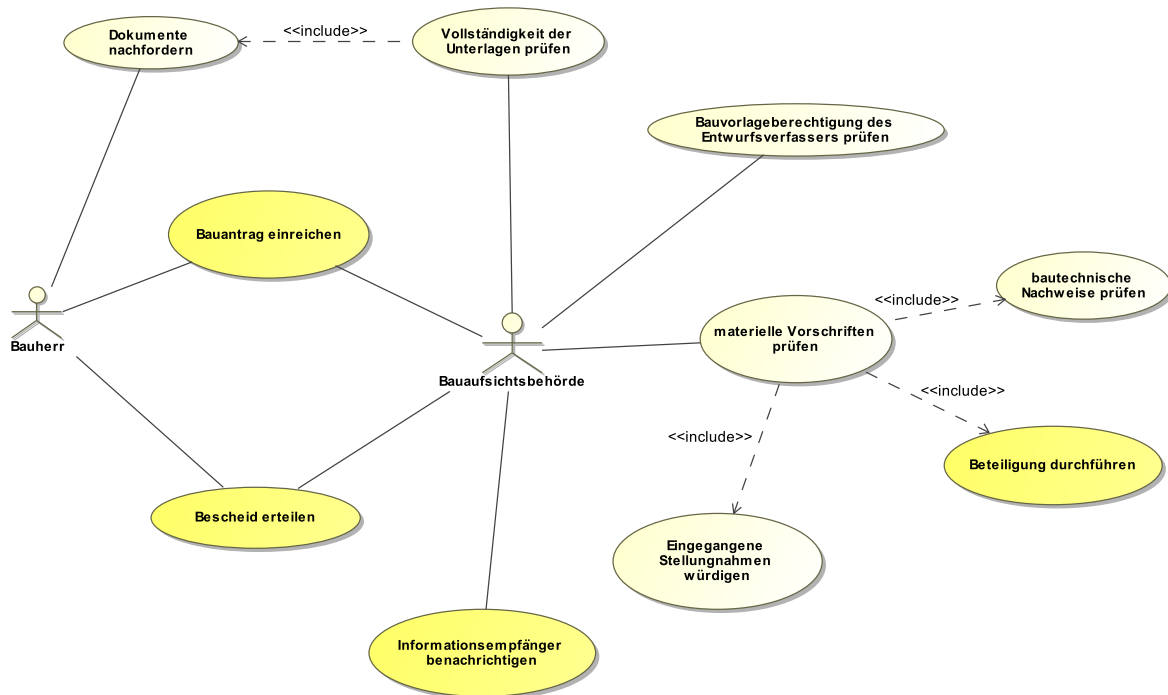 Dokumente
nachfordern
<<include>>
Vollständigkeit der
Unterlagen prüfen
Bauvorlageberechtigung des
Entwurfsverfassers prüfen
Bauantrag einreichen
bautechnische
Nachweise prüfen
<<include>>
materielle Vorschriften
prüfen
Bauherr
Bauaufsichtsbehörde
<<include>>
<<include>>
Beteiligung durchführen
Bescheid erteilen
Eingegangene
Stellungnahmen
würdigen
Informationsempfänger
benachrichtigen